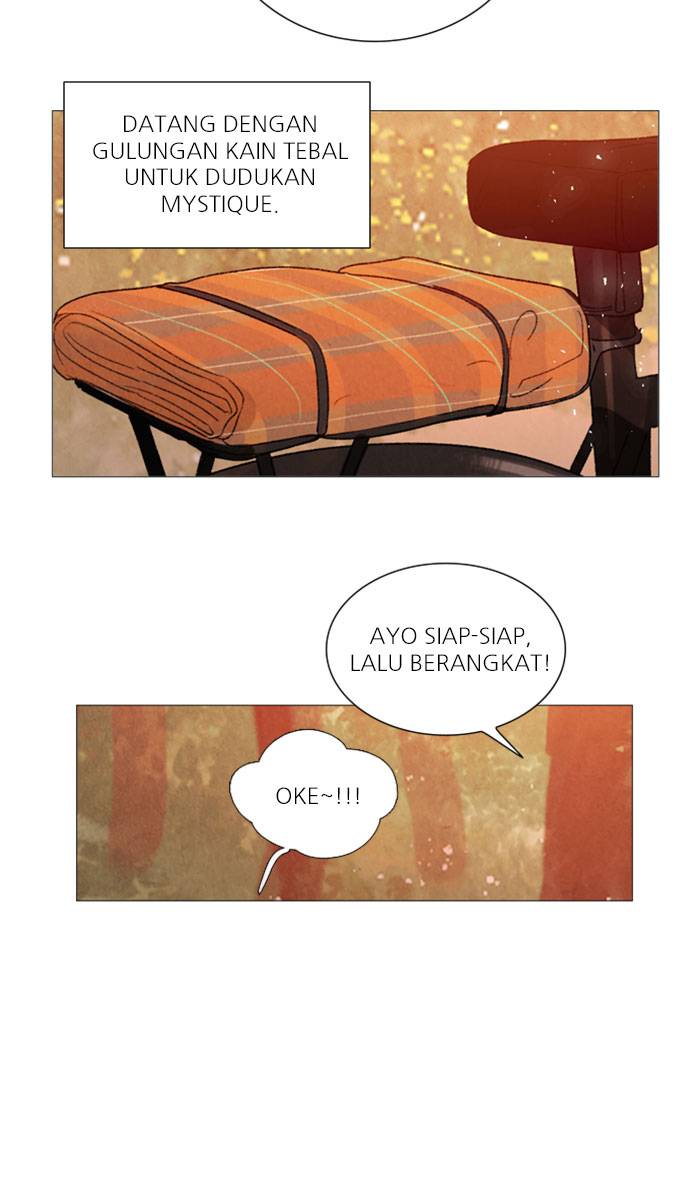 DATANG DENGAN
GULUNGAN KAIN TEBAL
UNTUK DUDUKAN
MYSTIQUE.
AYO SIAP-SIAP,
LALU BERANGKAT!
OKE~!!!